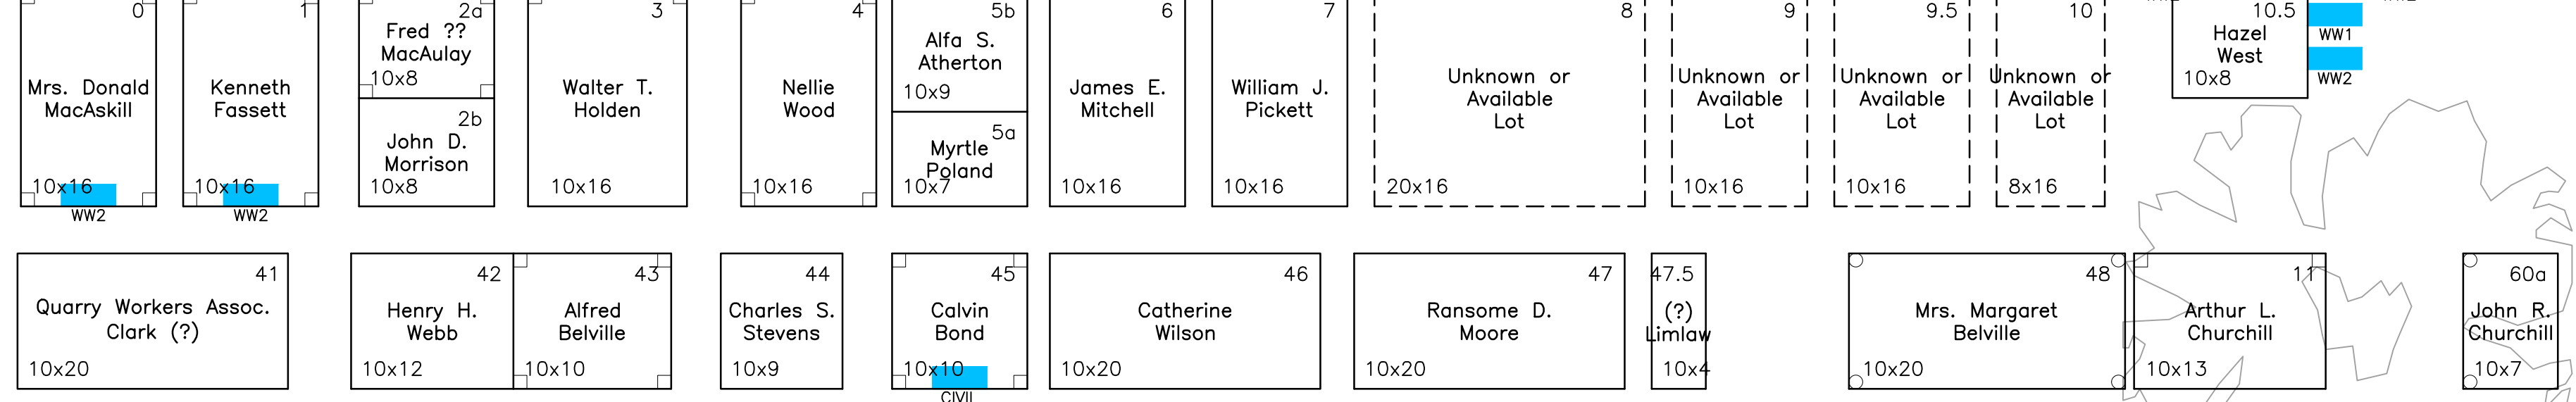 0
Mrs. Donald
MacAskill
10x16
WW2
1
Kenneth
Fassett
10x16
WW2
2a
Fred ??
MacAulay
10x8
2b
John D.
Morrison
10x8
3
Walter T.
Holden
10x16
4
Nellie
Wood
10x16
5b
Alfa S.
Atherton
10x9
5a
Myrtle
Poland
10x7
6
James E.
Mitchell
10x16
7
William J.
Pickett
10x16
8
Unknown or
Available
Lot
20x16
9
Unknown or
Available
Lot
10x16
9.5
Unknown or
Available
Lot
10x16
10
Unknown or
Available
Lot
8x16
10.5
Hazel
West
10x8
WW1
WW2
41
Quarry Workers Assoc.
Clark (?)
10x20
42
Henry H.
Webb
10x12
43
Alfred
Belville
10x10
44
Charles S.
Stevens
10x9
45
Calvin
Bond
10x10
CIVIL
46
Catherine
Wilson
10x20
47
Ransome D.
Moore
10x20
47.5
(?)
Limlaw
10x4
48
Mrs. Margaret
Belville
10x20
11
Arthur L.
Churchill
10x13
60a
John R.
Churchill
10x7